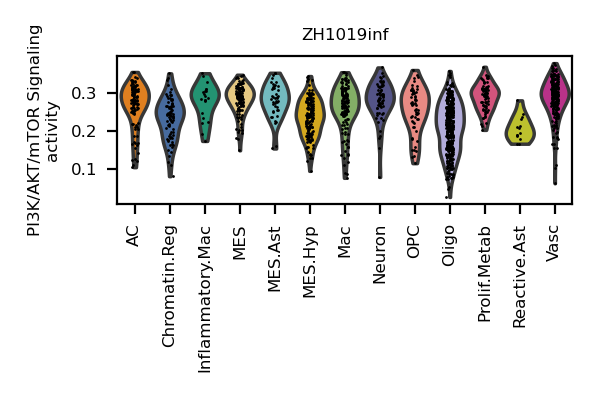 ZH1019inf
PI3K/AKT/mTOR Signaling
activity
0.3
0.2
0.1
AC
Chromatin.Reg
Inflammatory.Mac
MES
MES.Ast
MES.Hyp
Mac
Neuron
OPC
Oligo
Prolif.Metab
Reactive.Ast
Vasc